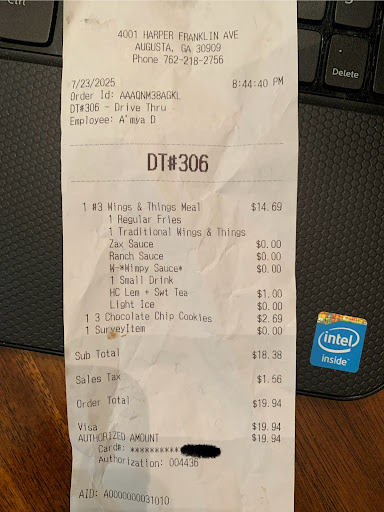 4001 HARPER FRANKLIN AVE
AUGUSTA, GA 30909
Phone 762-218-2756
7/23/2025 8:44:40 PM
Order Id: AAAQNM38AGKL
DT#306 - Drive Thru
Employee: A'mya D
DT#306
1 #3 Wings & Things Meal $14.69
1 Regular Fries
1 Traditional Wings & Things
Zax Sauce $0.00
Ranch Sauce $0.00
W-*Wimpy Sauce* $0.00
1 Small Drink
HC Lem + Swt Tea $1.00
Light Ice $0.00
1 3 Chocolate Chip Cookies $2.69
1 SurveyItem $0.00
Sub Total $18.38
Sales Tax $1.56
Order Total $19.94
Visa $19.94
AUTHORIZED AMOUNT $19.94
Card#: **********
Authorization: 004436
AID: A0000000031010
Ctrl
Delete
intel
inside